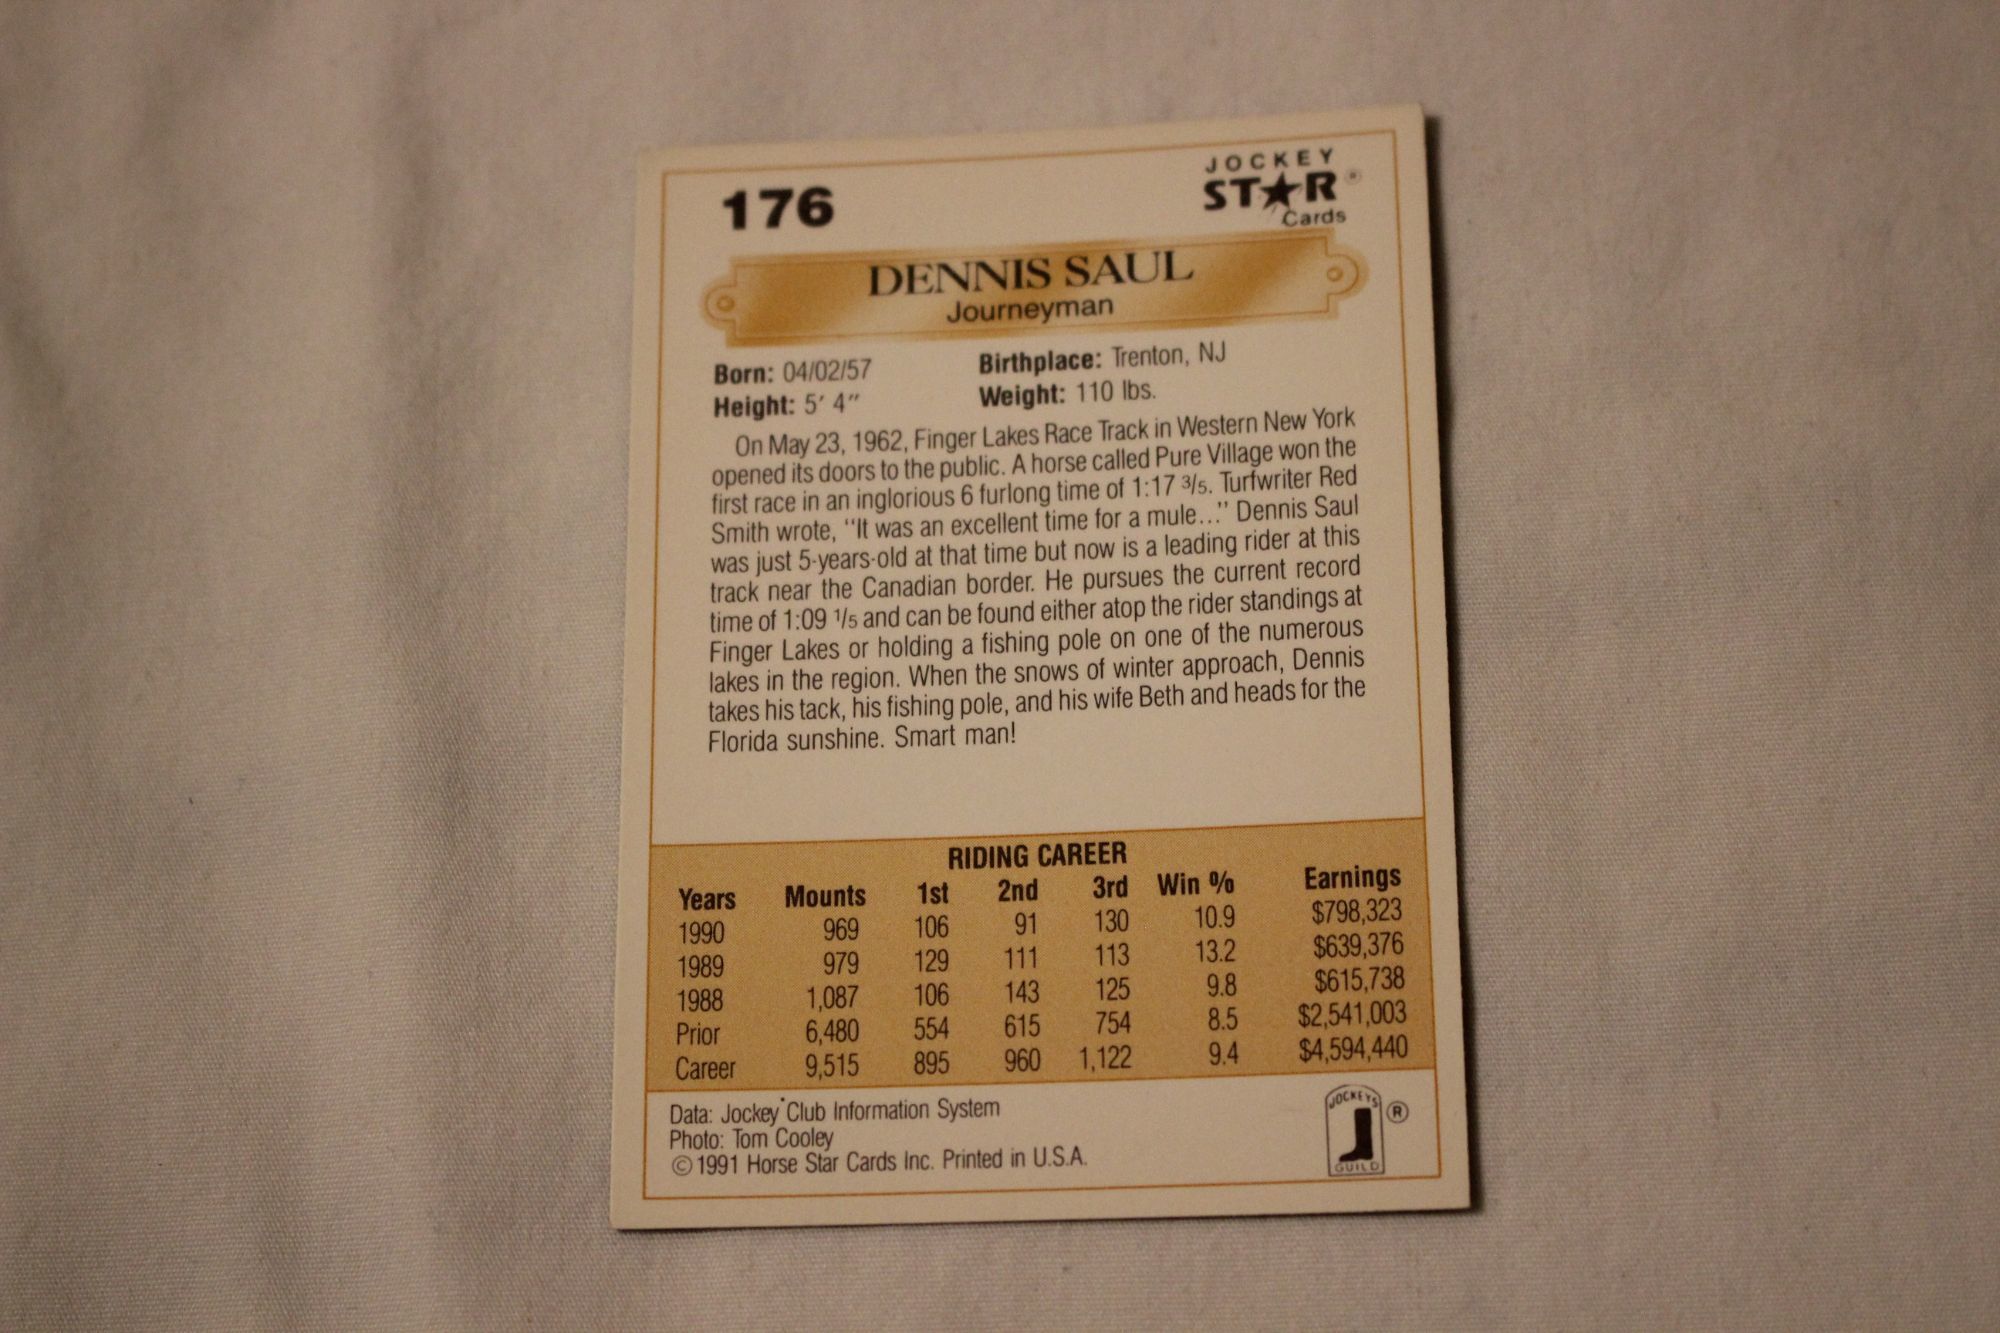 176
JOCKEY
ST★R ®
Cards
DENNIS SAUL
Journeyman
Born: 04/02/57 Birthplace: Trenton, NJ
Height: 5' 4" Weight: 110 lbs.
On May 23, 1962, Finger Lakes Race Track in Western New York
opened its doors to the public. A horse called Pure Village won the
first race in an inglorious 6 furlong time of 1:17 3/5. Turfwriter Red
Smith wrote, "It was an excellent time for a mule..." Dennis Saul
was just 5-years-old at that time but now is a leading rider at this
track near the Canadian border. He pursues the current record
time of 1:09 1/5 and can be found either atop the rider standings at
Finger Lakes or holding a fishing pole on one of the numerous
lakes in the region. When the snows of winter approach, Dennis
takes his tack, his fishing pole, and his wife Beth and heads for the
Florida sunshine. Smart man!
RIDING CAREER
Years Mounts 1st 2nd 3rd Win % Earnings
1990 969 106 91 130 10.9 $798,323
1989 979 129 111 113 13.2 $639,376
1988 1,087 106 143 125 9.8 $615,738
Prior 6,480 554 615 754 8.5 $2,541,003
Career 9,515 895 960 1,122 9.4 $4,594,440
Data: Jockey Club Information System
Photo: Tom Cooley
©1991 Horse Star Cards Inc. Printed in U.S.A.
JOCKEYS
GUILD
®